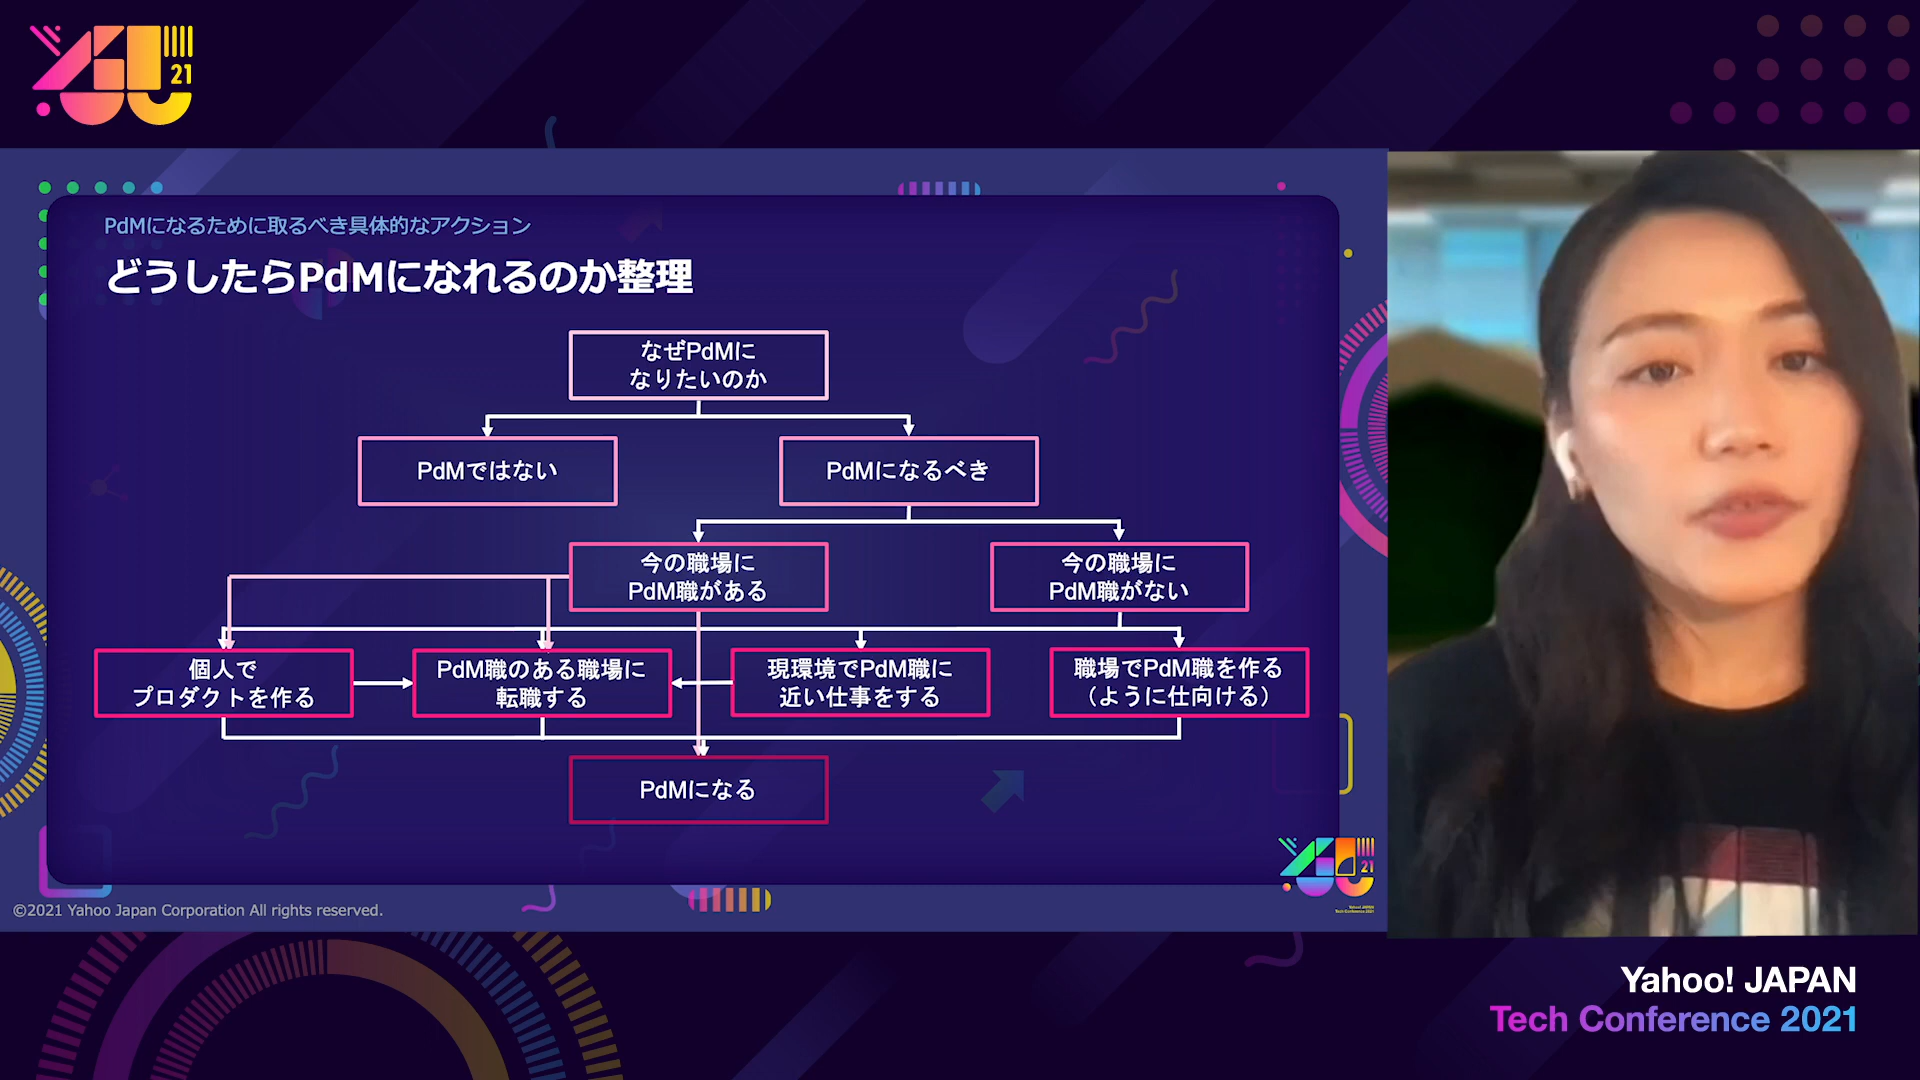 21
PdMになるために取るべき具体的なアクション
どうしたらPdMになれるのか整理
なぜPdMに
なりたいのか
PdMではない
PdMになるべき
今の職場に
PdM職がある
今の職場に
PdM職がない
個人で
プロダクトを作る
PdM職のある職場に
転職する
現環境でPdM職に
近い仕事をする
職場でPdM職を作る
（ように仕向ける）
PdMになる
21
Yahoo! JAPAN
Tech Conference 2021
©2021 Yahoo Japan Corporation All rights reserved.
Yahoo! JAPAN
Tech Conference 2021